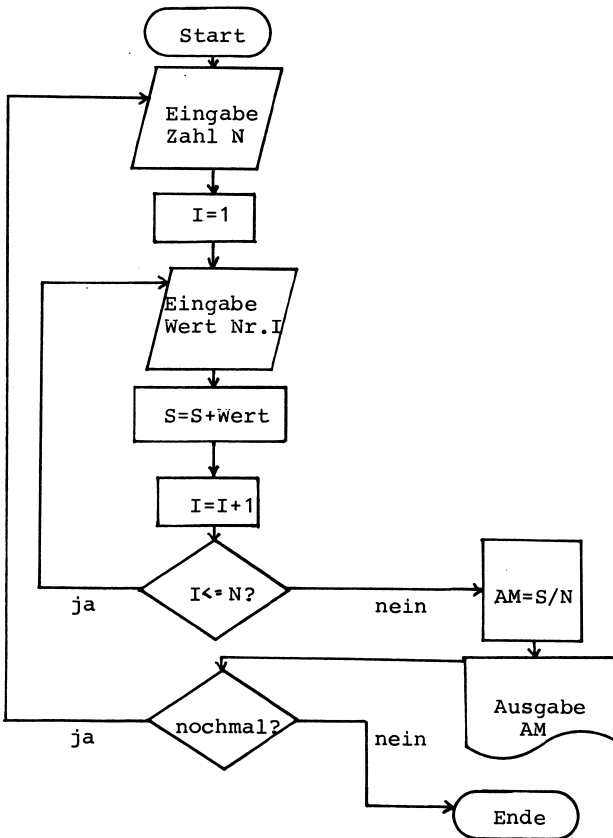 Start
Eingabe
Zahl N
I=1
Eingabe
Wert Nr.I
S=S+Wert
I=I+1
I<=N?
ja
nein
AM=S/N
Ausgabe
AM
nochmal?
ja
nein
Ende